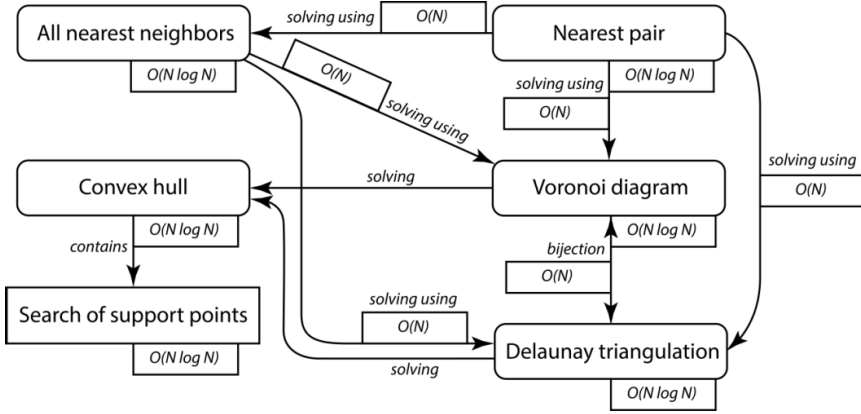 solving using
O(N)
All nearest neighbors
Nearest pair
O(N log N)
O(N)
solving using
O(N log N)
solving using
O(N)
solving using
O(N)
Convex hull
solving
Voronoi diagram
O(N log N)
contains
O(N log N)
bijection
O(N)
Search of support points
solving using
O(N)
O(N log N)
solving
Delaunay triangulation
O(N log N)